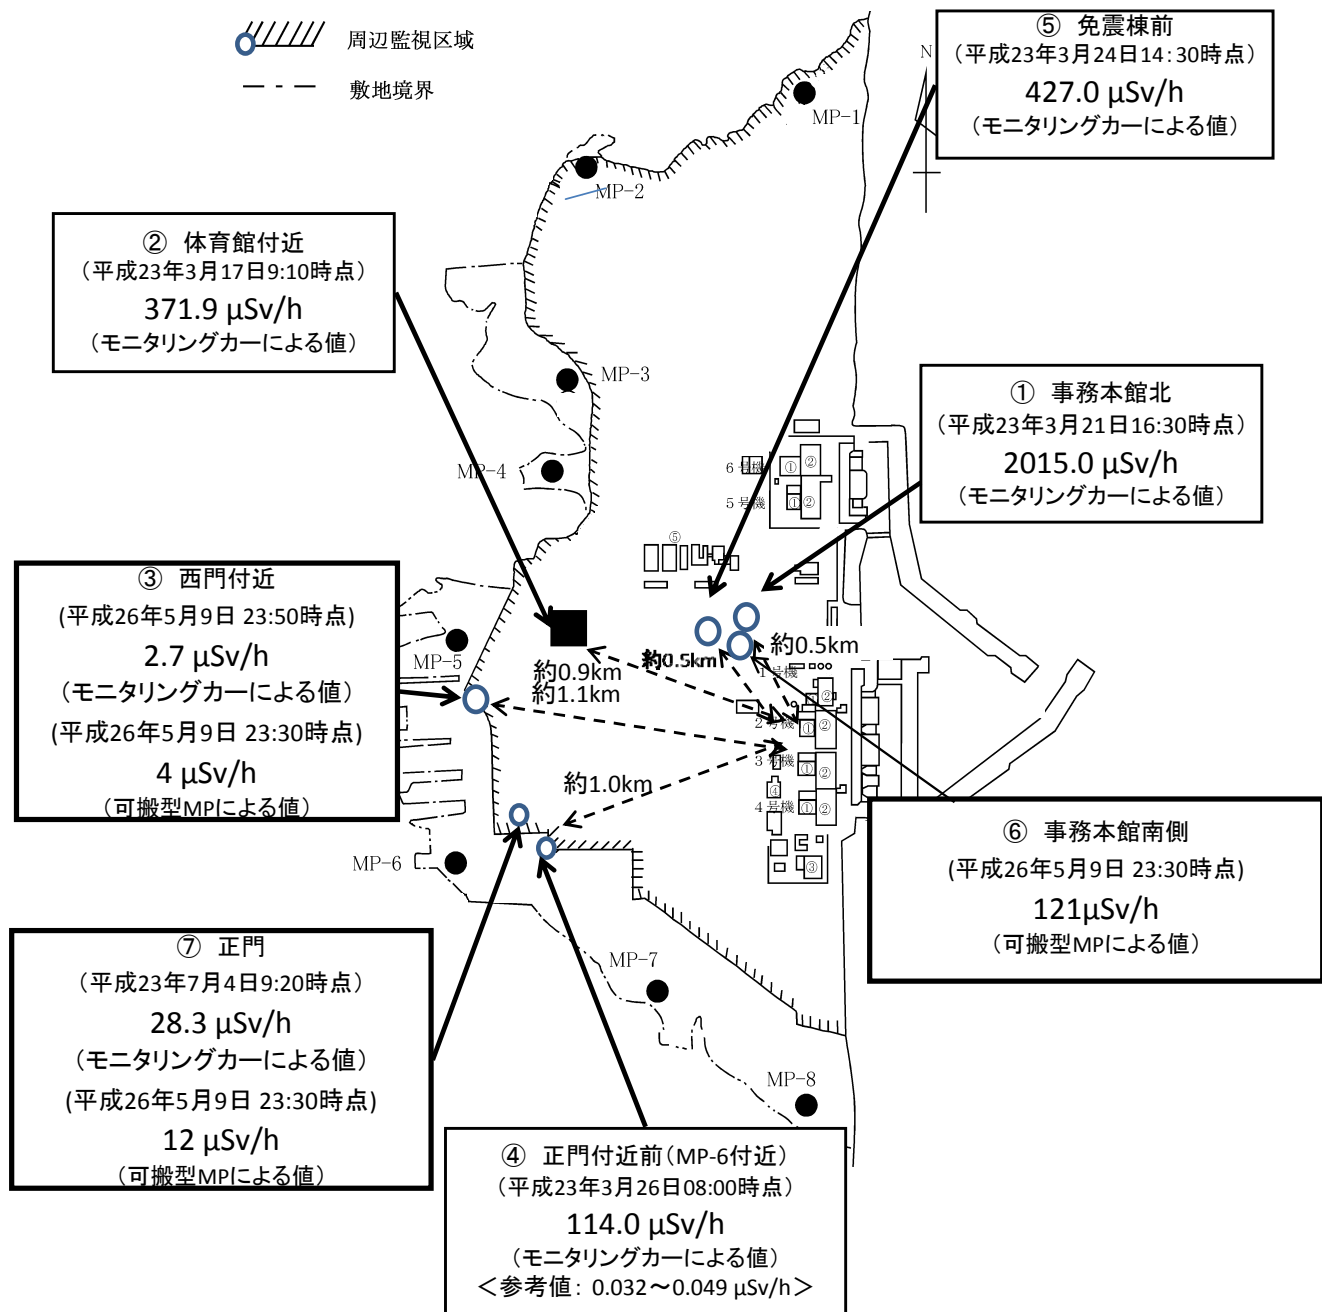 周辺監視区域
敷地境界
⑤ 免震棟前
（平成23年3月24日14:30時点）
427.0 μSv/h
（モニタリングカーによる値）
N
MP-1
MP-2
② 体育館付近
（平成23年3月17日9:10時点）
371.9 μSv/h
（モニタリングカーによる値）
MP-3
① 事務本館北
（平成23年3月21日16:30時点）
2015.0 μSv/h
（モニタリングカーによる値）
MP-4
6号機
①
②
5号機
①
②
⑤
③ 西門付近
(平成26年5月9日 23:50時点)
2.7 μSv/h
（モニタリングカーによる値）
(平成26年5月9日 23:30時点)
4 μSv/h
（可搬型MPによる値）
MP-5
約0.9km
約1.1km
約0.5km
約0.5km
1号機
②
2号機
①
②
3号機
①
②
④
4号機
①
②
③
約1.0km
MP-6
⑥ 事務本館南側
(平成26年5月9日 23:30時点)
121μSv/h
（可搬型MPによる値）
⑦ 正門
（平成23年7月4日9:20時点）
28.3 μSv/h
（モニタリングカーによる値）
(平成26年5月9日 23:30時点)
12 μSv/h
（可搬型MPによる値）
MP-7
MP-8
④ 正門付近前（MP-6付近）
（平成23年3月26日08:00時点）
114.0 μSv/h
（モニタリングカーによる値）
＜参考値: 0.032～0.049 μSv/h＞